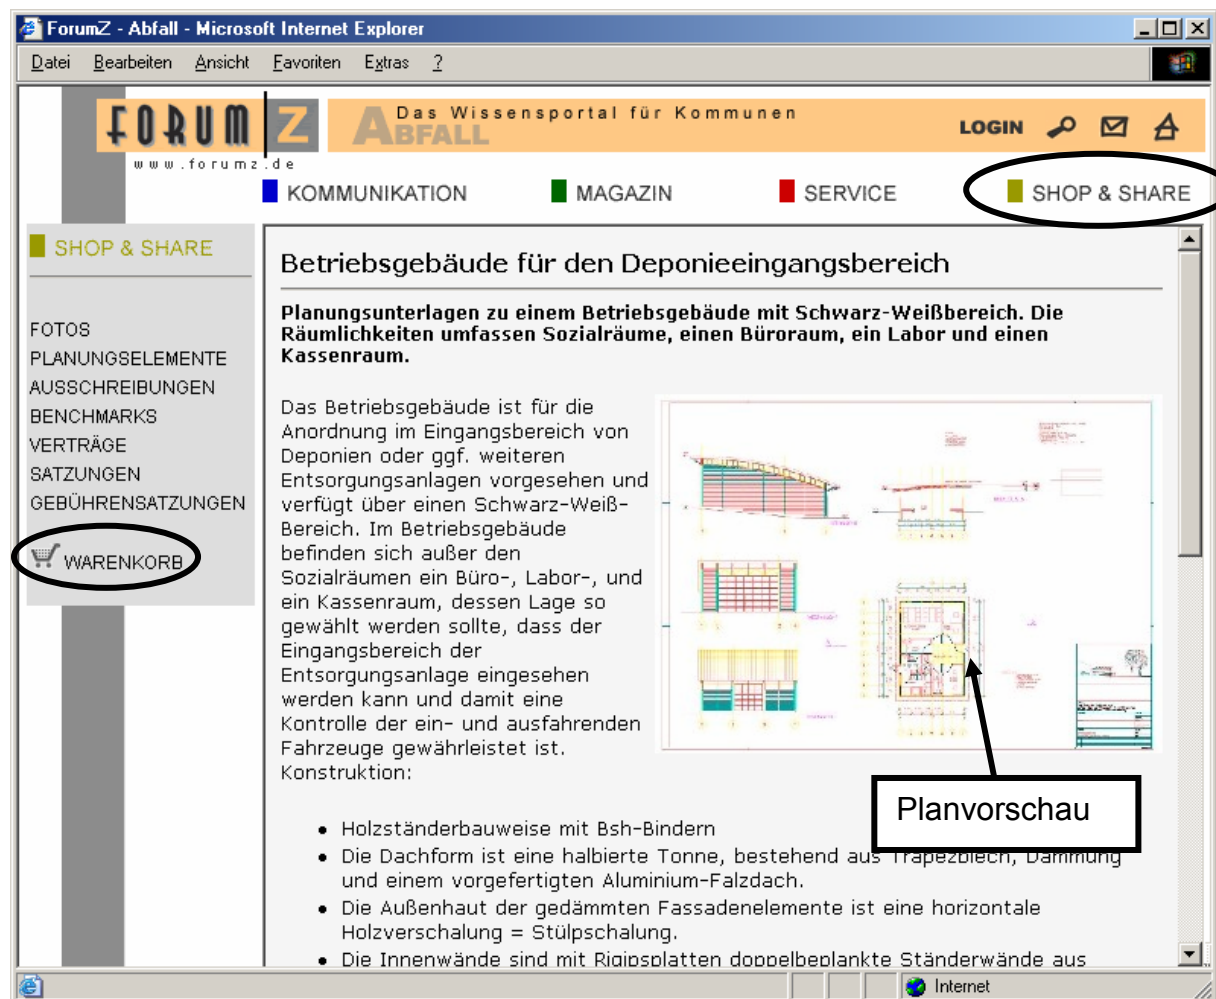 ForumZ - Abfall - Microsoft Internet Explorer
Datei Bearbeiten Ansicht Favoriten Extras ?
FORUM Z
www.forumz.de
Das Wissensportal für Kommunen
ABFALL
LOGIN
KOMMUNIKATION MAGAZIN SERVICE SHOP & SHARE
SHOP & SHARE
FOTOS
PLANUNGSELEMENTE
AUSSCHREIBUNGEN
BENCHMARKS
VERTRÄGE
SATZUNGEN
GEBÜHRENSATZUNGEN
WARENKORB
Betriebsgebäude für den Deponieeingangsbereich
Planungsunterlagen zu einem Betriebsgebäude mit Schwarz-Weißbereich. Die
Räumlichkeiten umfassen Sozialräume, einen Büroraum, ein Labor und einen
Kassenraum.
Das Betriebsgebäude ist für die
Anordnung im Eingangsbereich von
Deponien oder ggf. weiteren
Entsorgungsanlagen vorgesehen und
verfügt über einen Schwarz-Weiß-
Bereich. Im Betriebsgebäude
befinden sich außer den
Sozialräumen ein Büro-, Labor-, und
ein Kassenraum, dessen Lage so
gewählt werden sollte, dass der
Eingangsbereich der
Entsorgungsanlage eingesehen
werden kann und damit eine
Kontrolle der ein- und ausfahrenden
Fahrzeuge gewährleistet ist.
Konstruktion:
Planvorschau
• Holzständerbauweise mit Bsh-Bindern
• Die Dachform ist eine halbierte Tonne, bestehend aus Trapezblech, Dämmung
und einem vorgefertigten Aluminium-Falzdach.
• Die Außenhaut der gedämmten Fassadenelemente ist eine horizontale
Holzverschalung = Stülpschalung.
• Die Innenwände sind mit Rigipsplatten doppelbeplankte Ständerwände aus
Internet